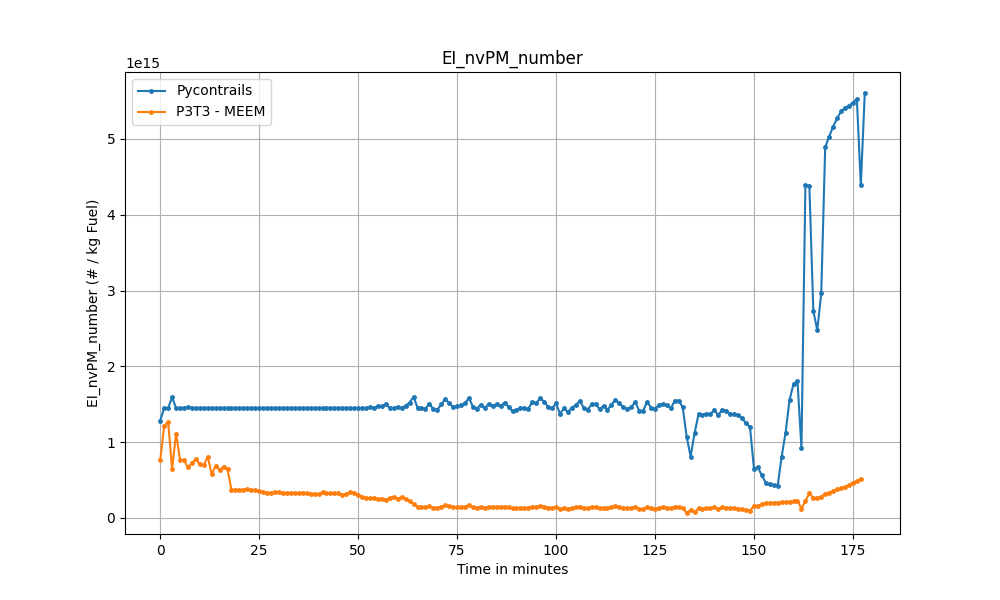 EI_nvPM_number
1e15
Pycontrails
P3T3 - MEEM
EI_nvPM_number (# / kg Fuel)
5
4
3
2
1
0
0 25 50 75 100 125 150 175
Time in minutes